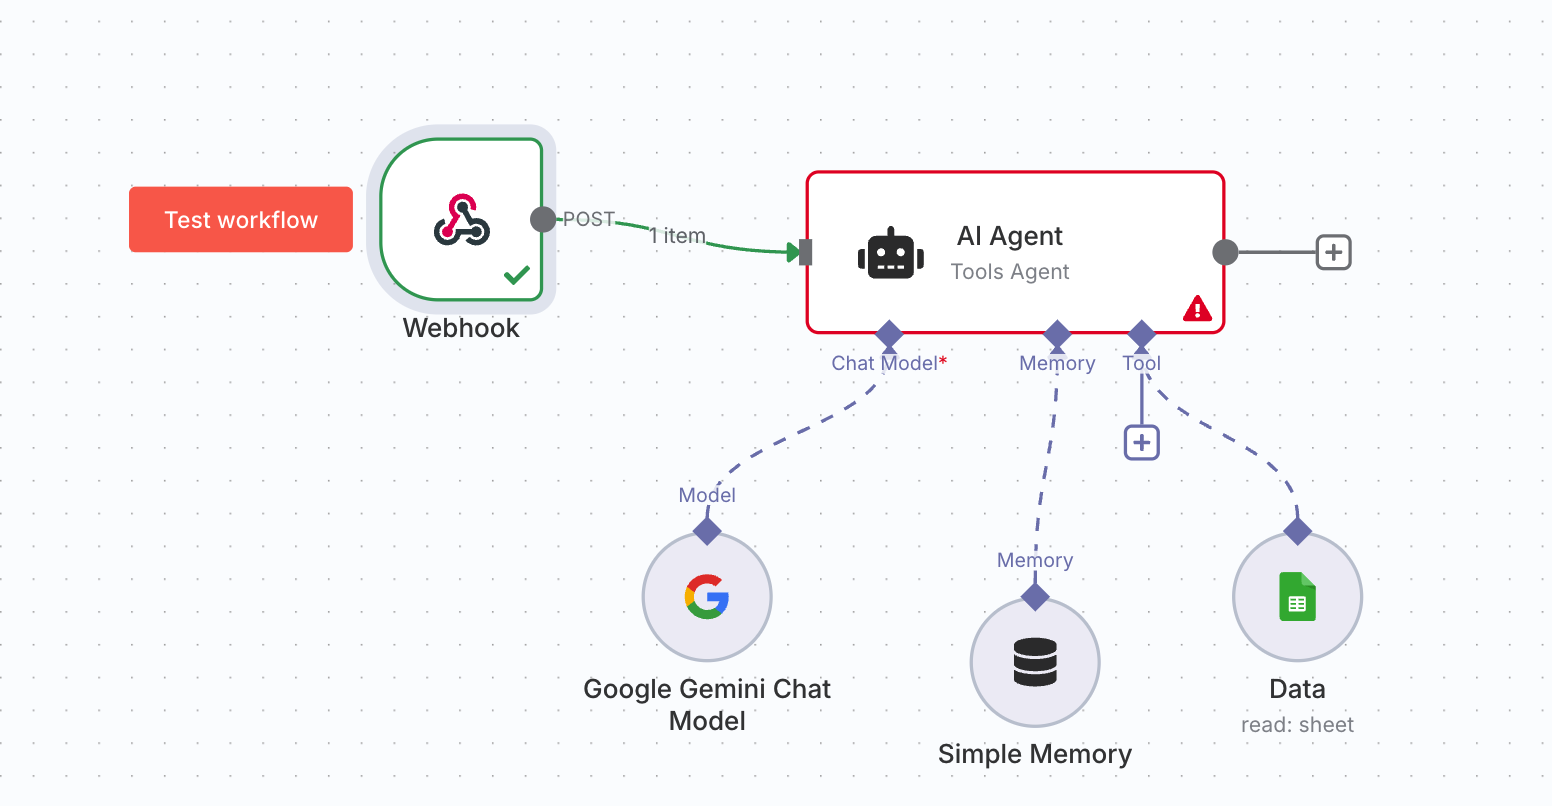 Test workflow
POST
1 item
Webhook
AI Agent
Tools Agent
Chat Model*
Memory
Tool
Model
Memory
Google Gemini Chat
Model
Simple Memory
Data
read: sheet